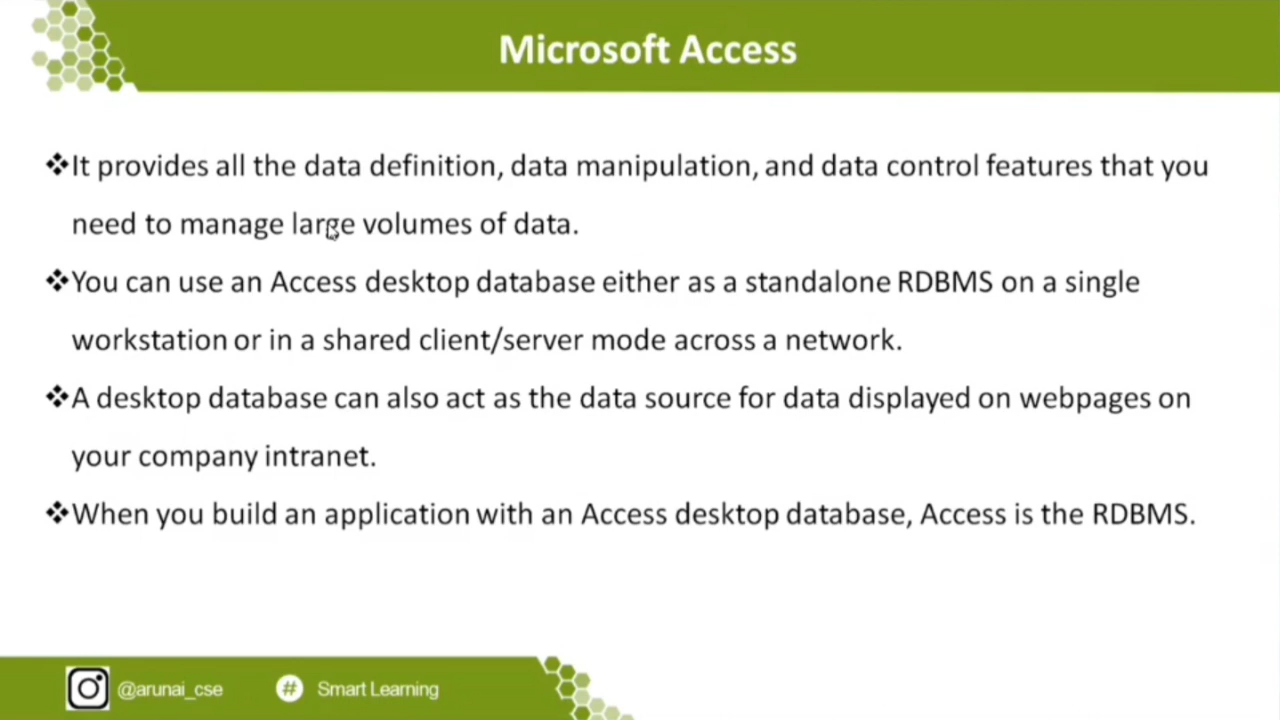 Microsoft Access
❖It provides all the data definition, data manipulation, and data control features that you
need to manage large volumes of data.
❖You can use an Access desktop database either as a standalone RDBMS on a single
workstation or in a shared client/server mode across a network.
❖A desktop database can also act as the data source for data displayed on webpages on
your company intranet.
❖When you build an application with an Access desktop database, Access is the RDBMS.
@arunai_cse # Smart Learning